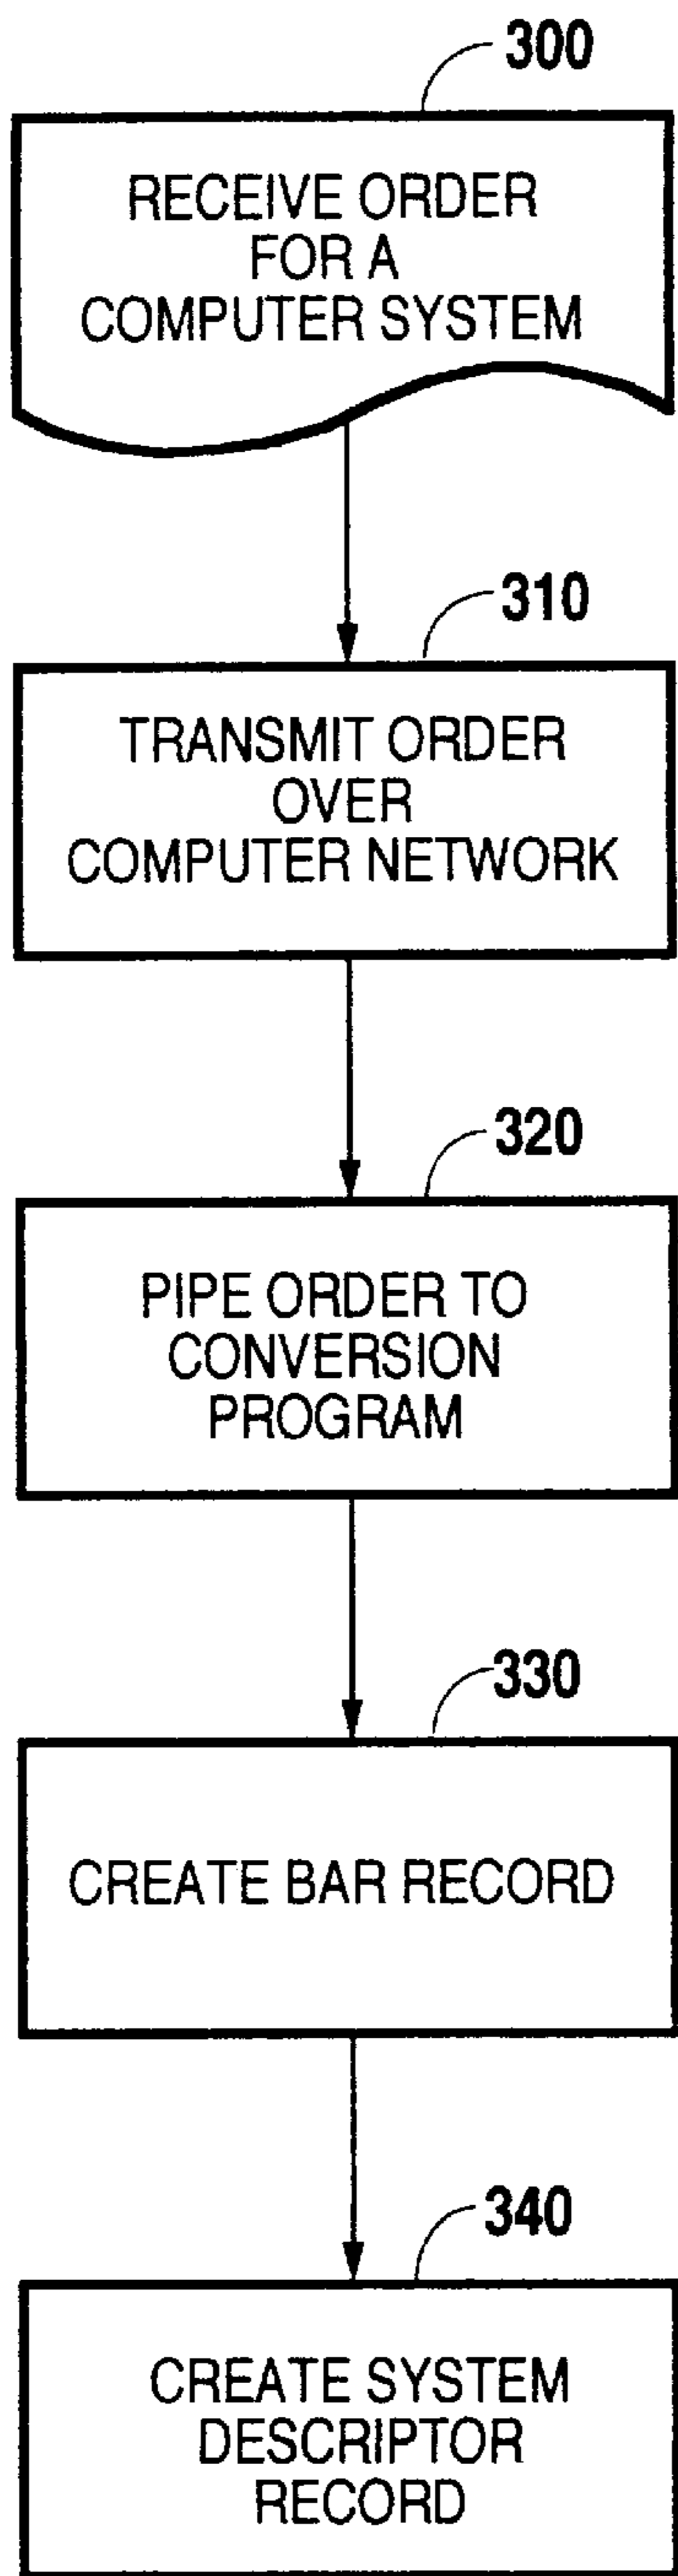 300
RECEIVE ORDER
FOR A
COMPUTER SYSTEM
310
TRANSMIT ORDER
OVER
COMPUTER NETWORK
320
PIPE ORDER TO
CONVERSION
PROGRAM
330
CREATE BAR RECORD
340
CREATE SYSTEM
DESCRIPTOR
RECORD